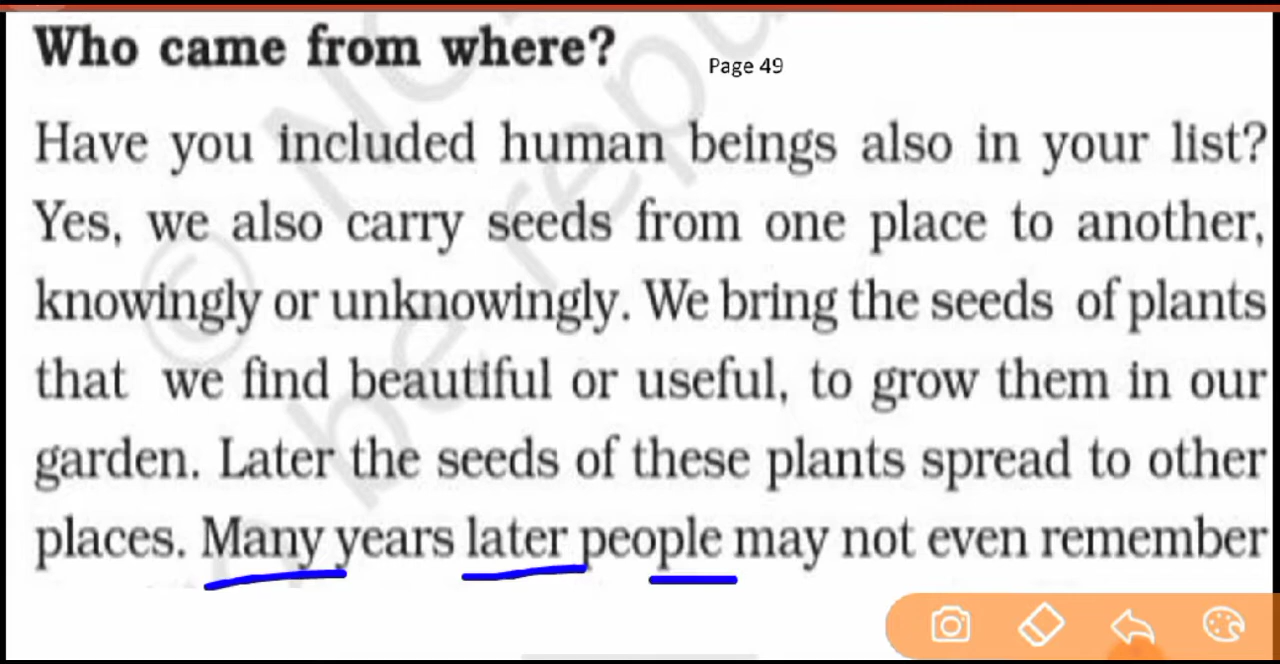 Who came from where?
Page 49
Have you included human beings also in your list?
Yes, we also carry seeds from one place to another,
knowingly or unknowingly. We bring the seeds of plants
that we find beautiful or useful, to grow them in our
garden. Later the seeds of these plants spread to other
places. Many years later people may not even remember